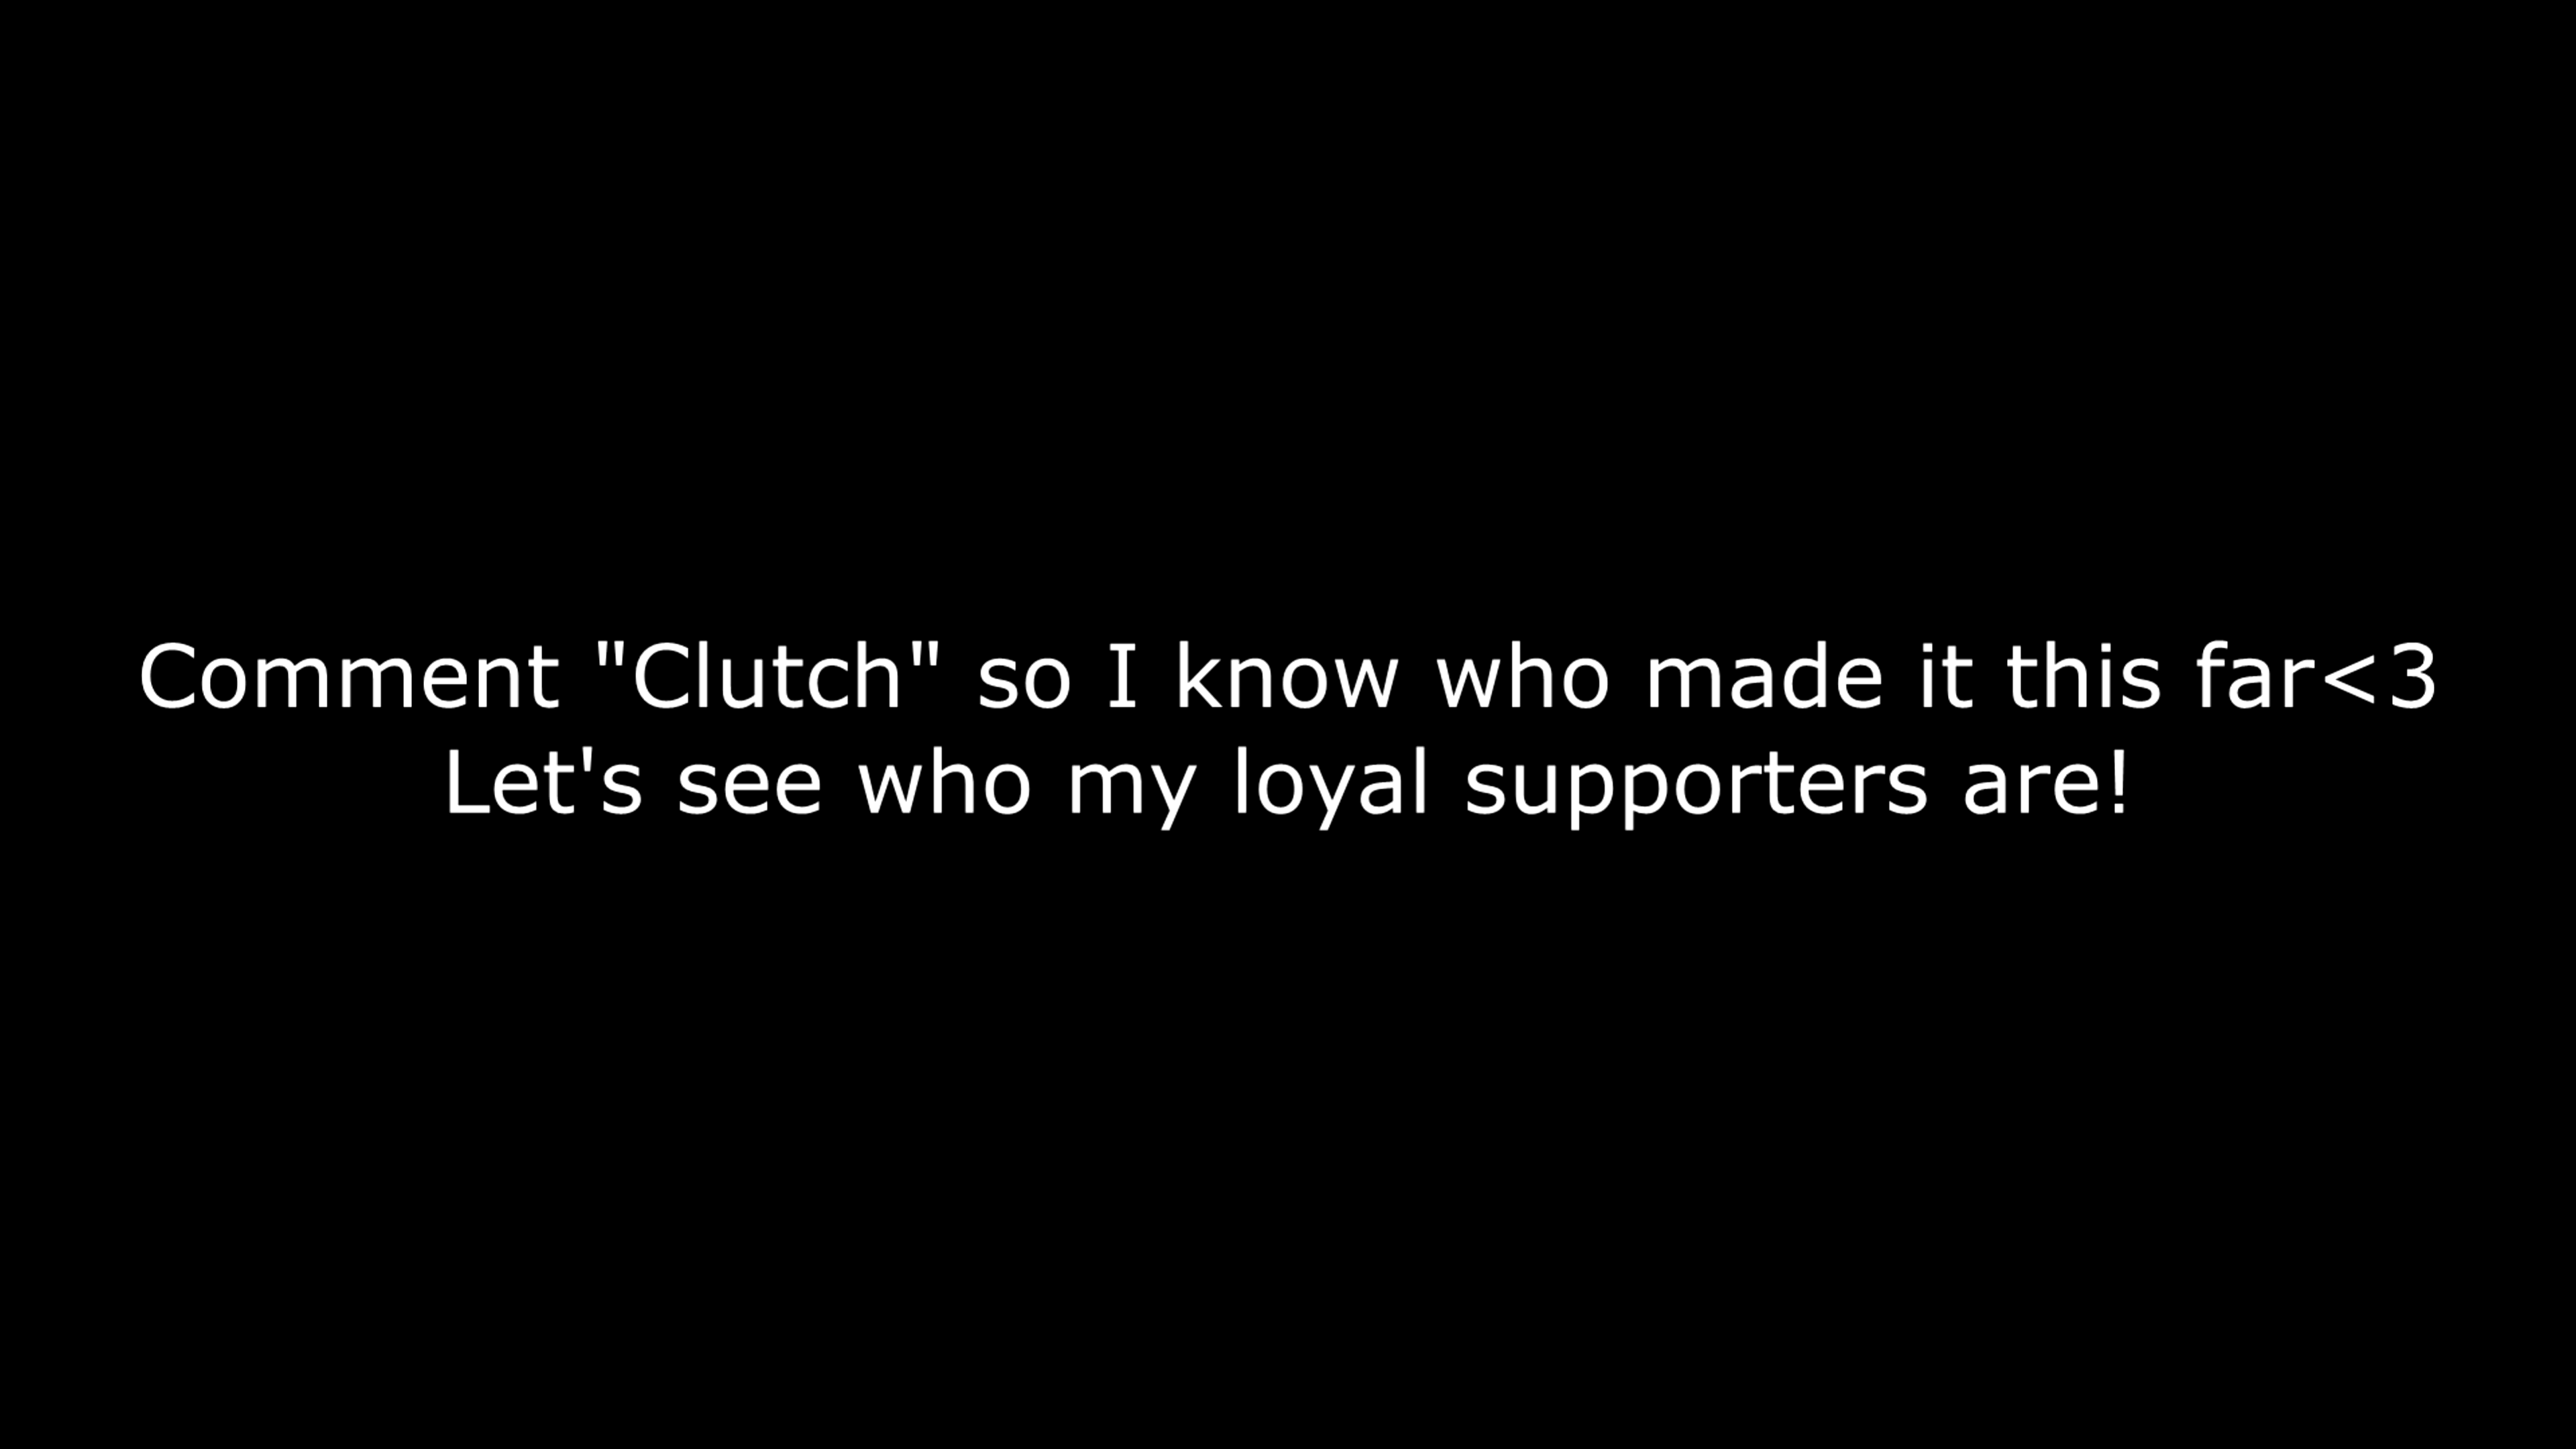 Comment "Clutch" so I know who made it this far<3
Let's see who my loyal supporters are!